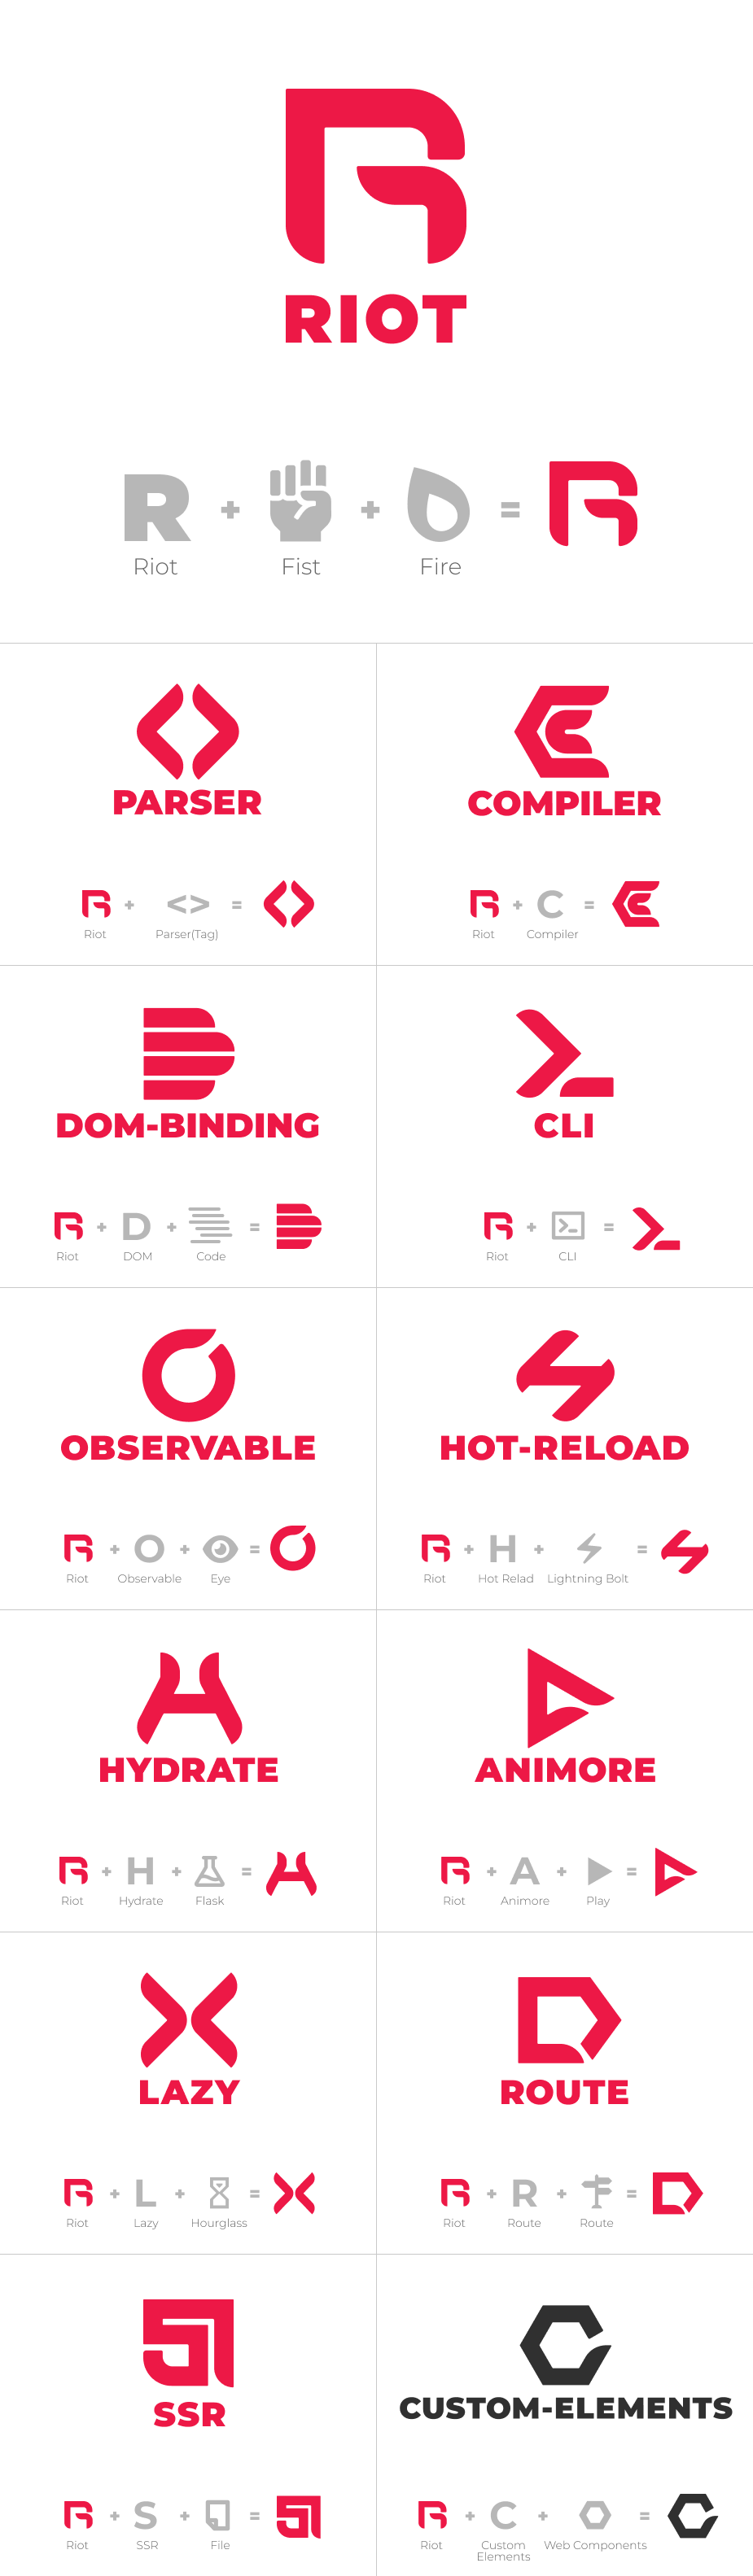 RIOT
R + + =
Riot Fist Fire
PARSER
+ <> =
Riot Parser(Tag)
COMPILER
+ C =
Riot Compiler
DOM-BINDING
+ D + =
Riot DOM Code
CLI
+ =
Riot CLI
OBSERVABLE
+ O + =
Riot Observable Eye
HOT-RELOAD
+ H + =
Riot Hot Relad Lightning Bolt
HYDRATE
+ H + =
Riot Hydrate Flask
ANIMORE
+ A + =
Riot Animore Play
LAZY
+ L + =
Riot Lazy Hourglass
ROUTE
+ R + =
Riot Route Route
SSR
+ S + =
Riot SSR File
CUSTOM-ELEMENTS
+ C + =
Riot Custom Web Components
Elements